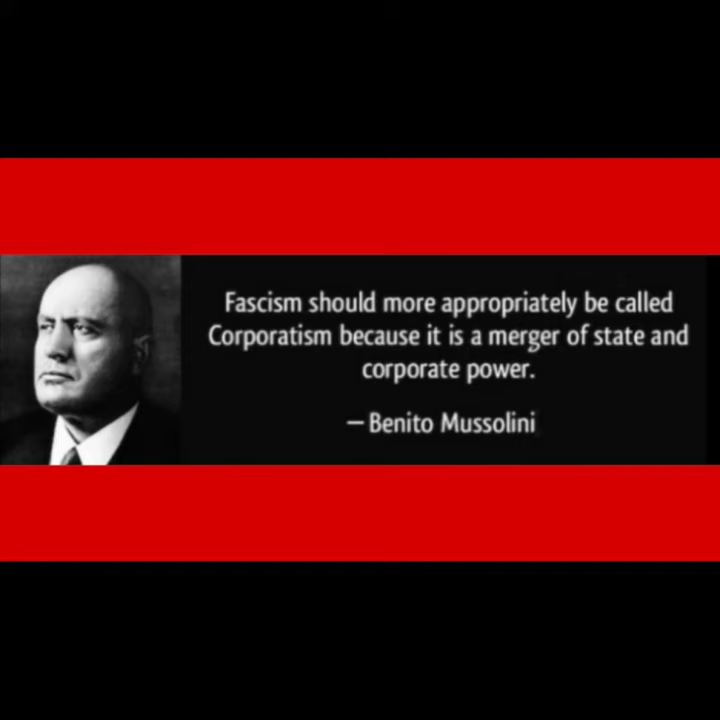 Fascism should more appropriately be called
Corporatism because it is a merger of state and
corporate power.
— Benito Mussolini